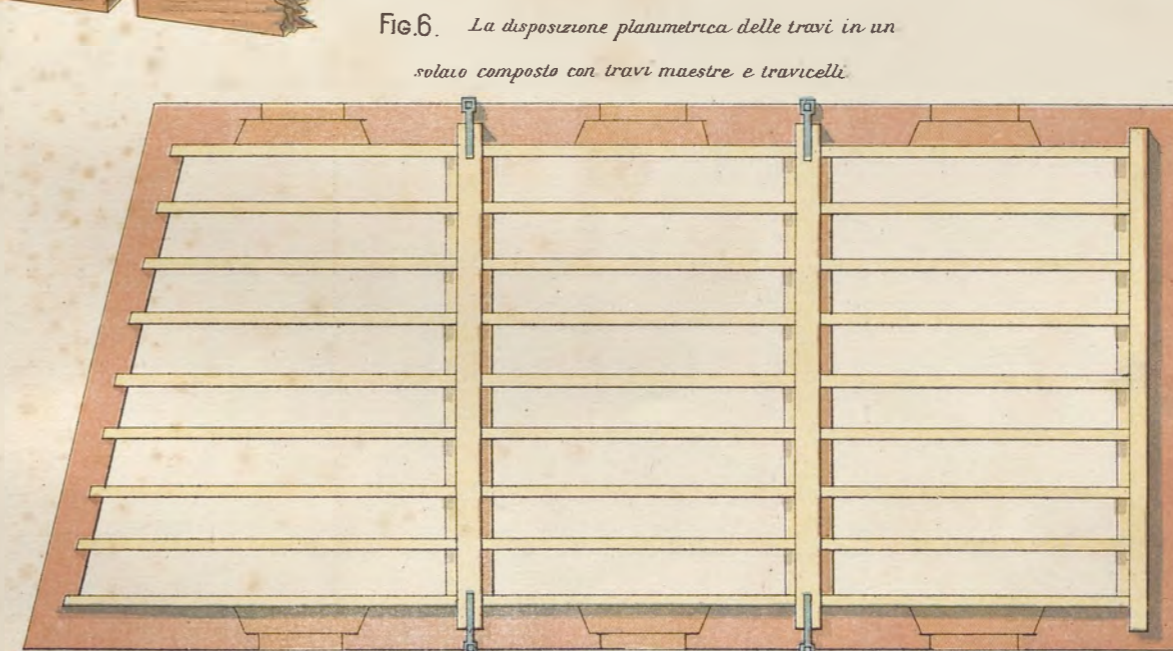 FIG.6. La disposizione planimetrica delle travi in un
solaio composto con travi maestre e travicelli.